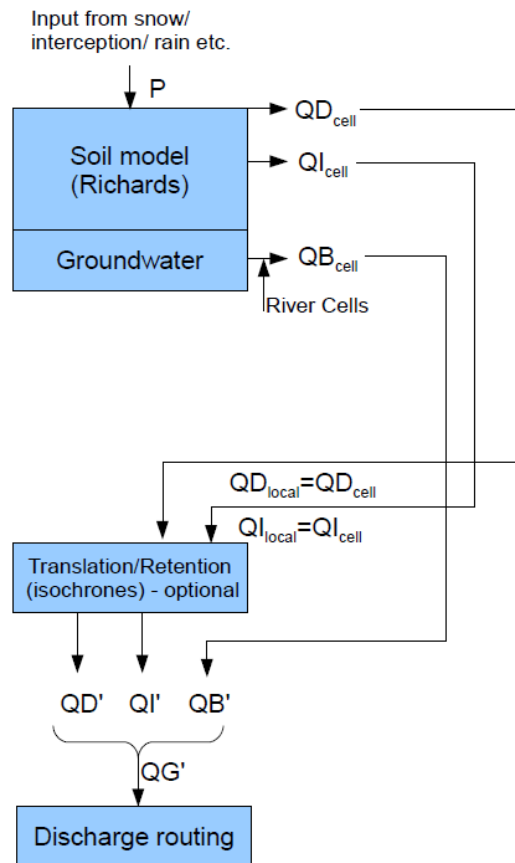 Input from snow/
interception/ rain etc.
P
QDcell
Soil model
(Richards)
QIcell
Groundwater
QBcell
River Cells
QDlocal=QDcell
QIlocal=QIcell
Translation/Retention
(isochrones) - optional
QD' QI' QB'
QG'
Discharge routing